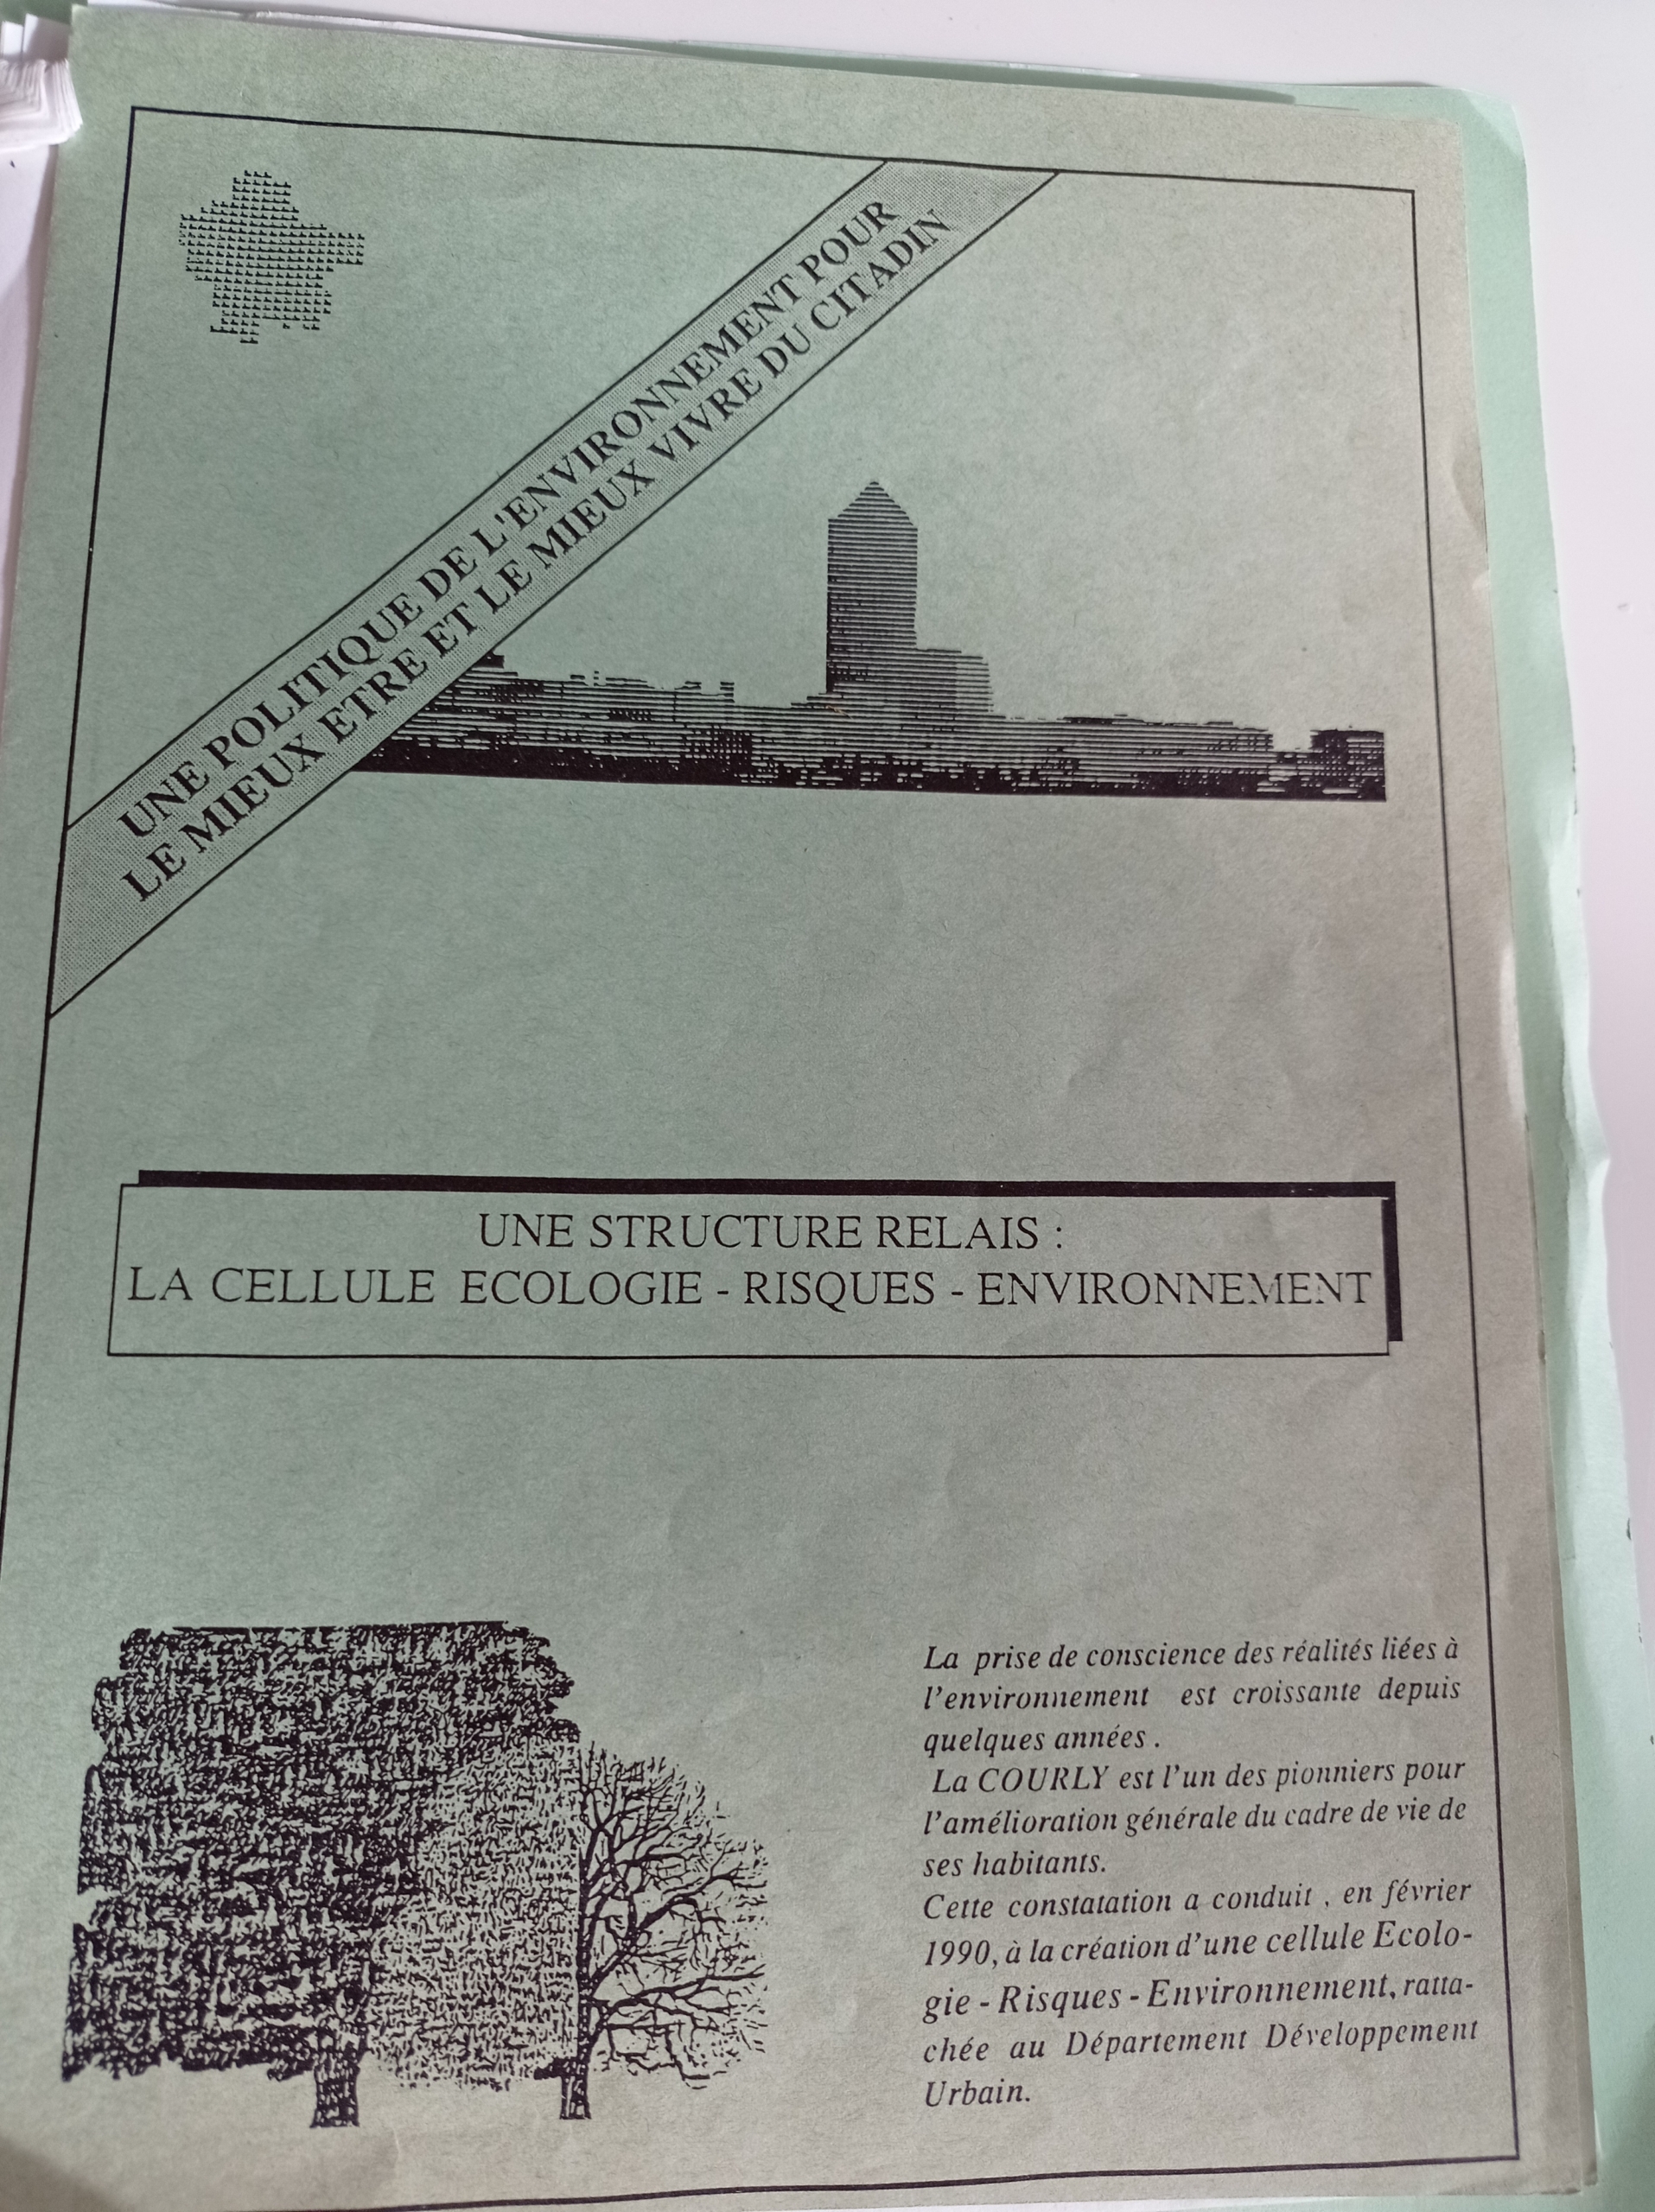 UNE POLITIQUE DE L'ENVIRONNEMENT POUR
LE MIEUX ETRE ET LE MIEUX VIVRE DU CITADIN
UNE STRUCTURE RELAIS :
LA CELLULE ECOLOGIE - RISQUES - ENVIRONNEMENT
La prise de conscience des réalités liées à
l'environnement est croissante depuis
quelques années .
La COURLY est l'un des pionniers pour
l'amélioration générale du cadre de vie de
ses habitants.
Cette constatation a conduit , en février
1990, à la création d'une cellule Ecolo-
gie - Risques - Environnement, ratta-
chée au Département Développement
Urbain.